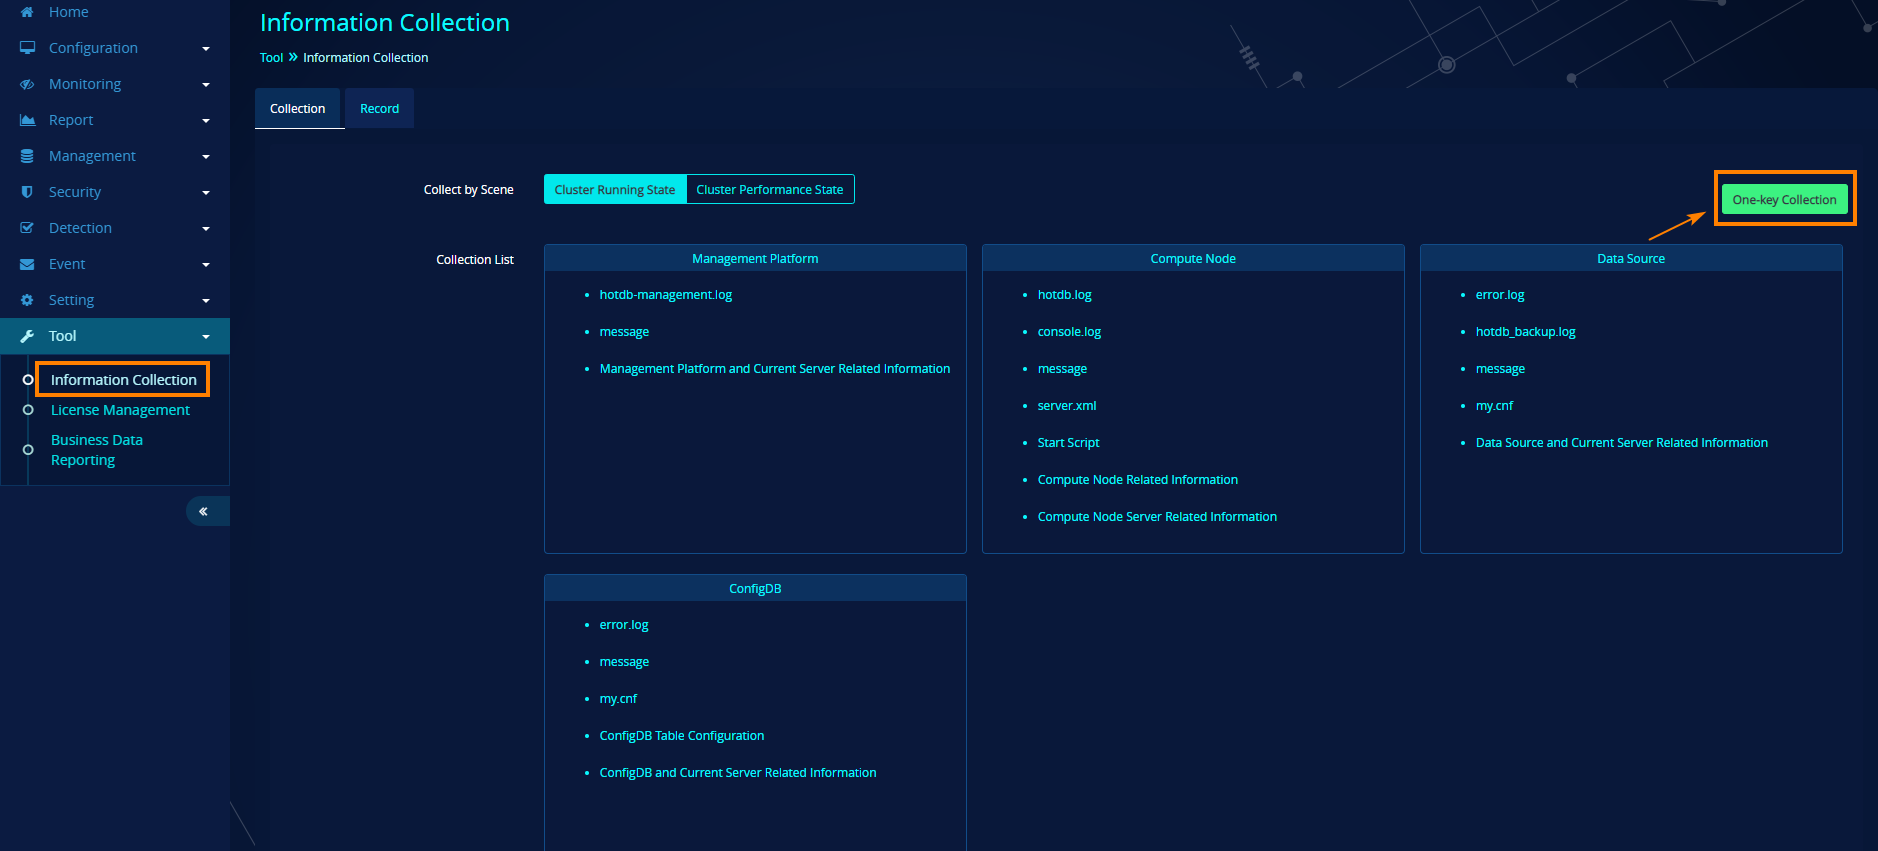 Home
Configuration
Monitoring
Report
Management
Security
Detection
Event
Setting
Tool
Information Collection
License Management
Business Data
Reporting
Information Collection
Tool » Information Collection
Collection
Record
Collect by Scene
Cluster Running State
Cluster Performance State
One-key Collection
Collection List
Management Platform
• hotdb-management.log
• message
• Management Platform and Current Server Related Information
Compute Node
• hotdb.log
• console.log
• message
• server.xml
• Start Script
• Compute Node Related Information
• Compute Node Server Related Information
Data Source
• error.log
• hotdb_backup.log
• message
• my.cnf
• Data Source and Current Server Related Information
ConfigDB
• error.log
• message
• my.cnf
• ConfigDB Table Configuration
• ConfigDB and Current Server Related Information